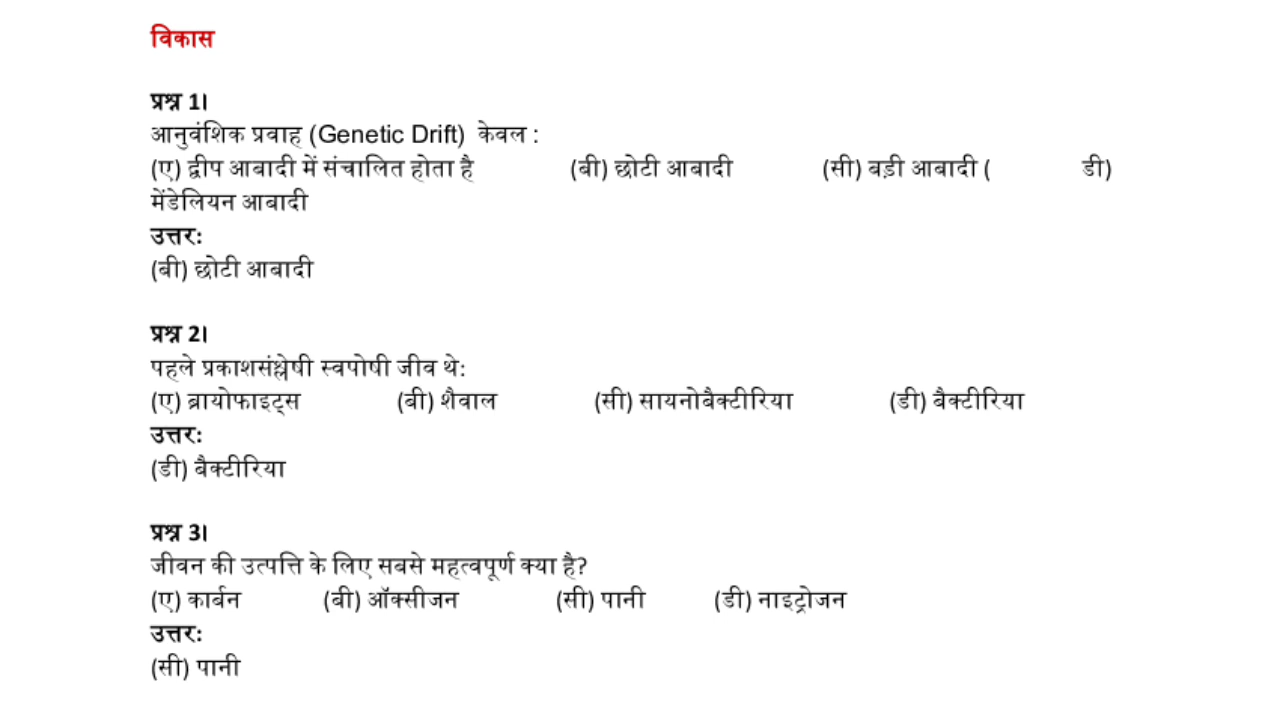 विकास
प्रश्न 1।
आनुवंशिक प्रवाह (Genetic Drift) केवल :
(ए) द्वीप आबादी में संचालित होता है (बी) छोटी आबादी (सी) बड़ी आबादी ( डी)
मेंडेलियन आबादी
उत्तर:
(बी) छोटी आबादी
प्रश्न 2।
पहले प्रकाशसंश्लेषी स्वपोषी जीव थे:
(ए) ब्रायोफाइट्स (बी) शैवाल (सी) सायनोबैक्टीरिया (डी) बैक्टीरिया
उत्तर:
(डी) बैक्टीरिया
प्रश्न 3।
जीवन की उत्पत्ति के लिए सबसे महत्वपूर्ण क्या है?
(ए) कार्बन (बी) ऑक्सीजन (सी) पानी (डी) नाइट्रोजन
उत्तर:
(सी) पानी